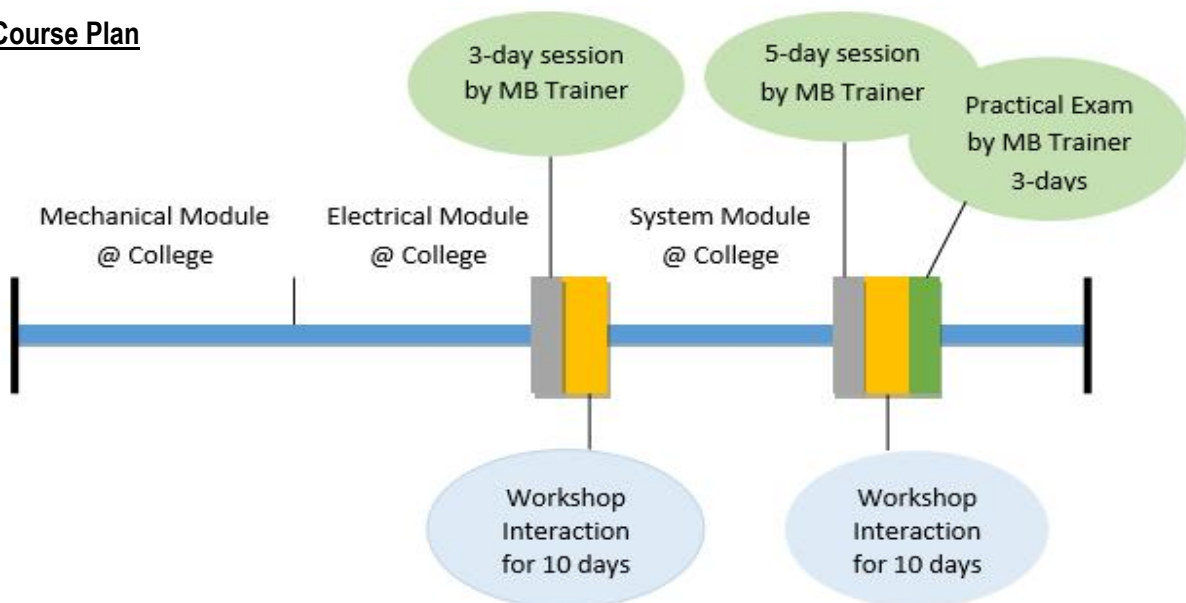 Course Plan
3-day session
by MB Trainer
5-day session
by MB Trainer
Practical Exam
by MB Trainer
3-days
Mechanical Module
@ College
Electrical Module
@ College
System Module
@ College
Workshop
Interaction
for 10 days
Workshop
Interaction
for 10 days